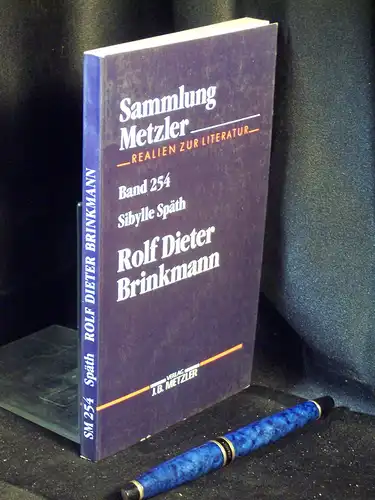 Sammlung
Metzler
REALIEN ZUR LITERATUR
Band 254
Sibylle Späth
Rolf Dieter
Brinkmann
VERLAG
J.B. METZLER
SM 254 Späth ROLF DIETER BRINKMANN